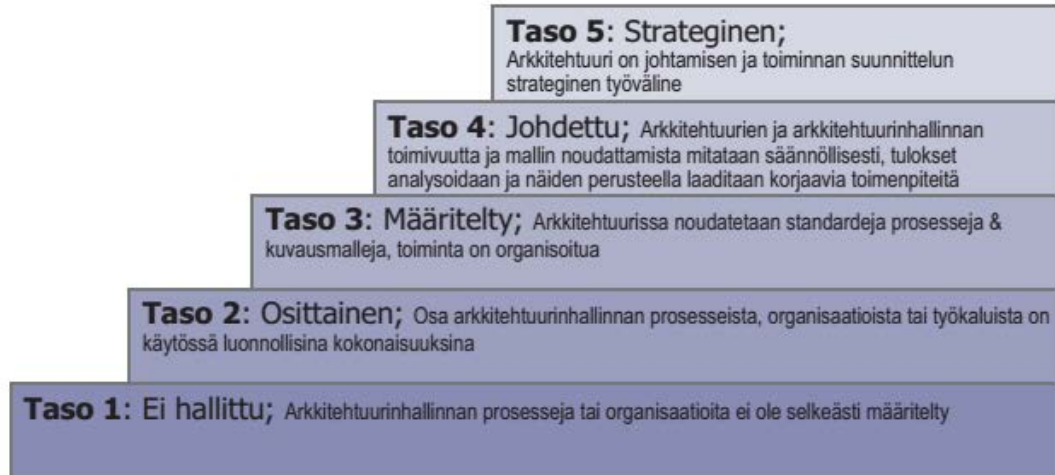 Taso 5: Strateginen;
Arkkitehtuuri on johtamisen ja toiminnan suunnittelun
strateginen työväline
Taso 4: Johdettu; Arkkitehtuurien ja arkkitehtuurinhallinnan
toimivuutta ja mallin noudattamista mitataan säännöllisesti, tulokset
analysoidaan ja näiden perusteella laaditaan korjaavia toimenpiteitä
Taso 3: Määritelty; Arkkitehtuurissa noudatetaan standardeja prosesseja &
kuvausmalleja, toiminta on organisoitua
Taso 2: Osittainen; Osa arkkitehtuurinhallinnan prosesseista, organisaatioista tai työkaluista on
käytössä luonnollisina kokonaisuuksina
Taso 1: Ei hallittu; Arkkitehtuurinhallinnan prosesseja tai organisaatioita ei ole selkeästi määritelty